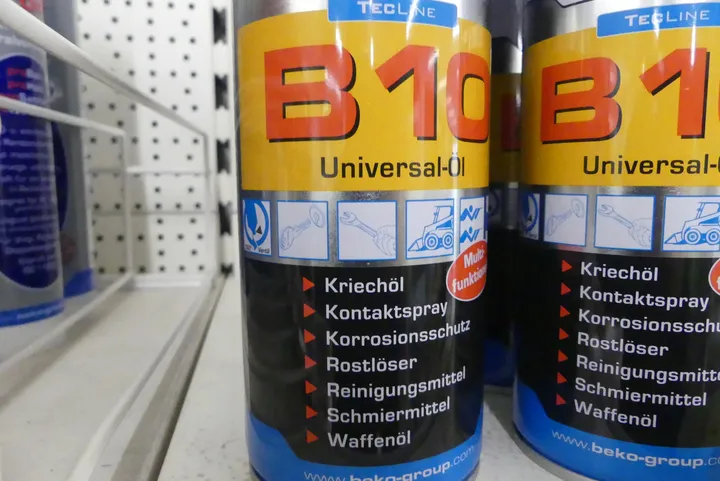 TECLINE
B10
Universal-Öl
Multi-
Kriechöl
Kontaktspray
Korrosionsschutz
Rostlöser
Reinigungsmittel
Schmiermittel
Waffenöl
www.beko-group.com
TECLINE
B1
Universal-
Kriechöl
Kontaktspray
Korrosionsschu
Rostlöser
Reinigungsmitte
Schmiermittel
Waffenöl
www.beko-group.c